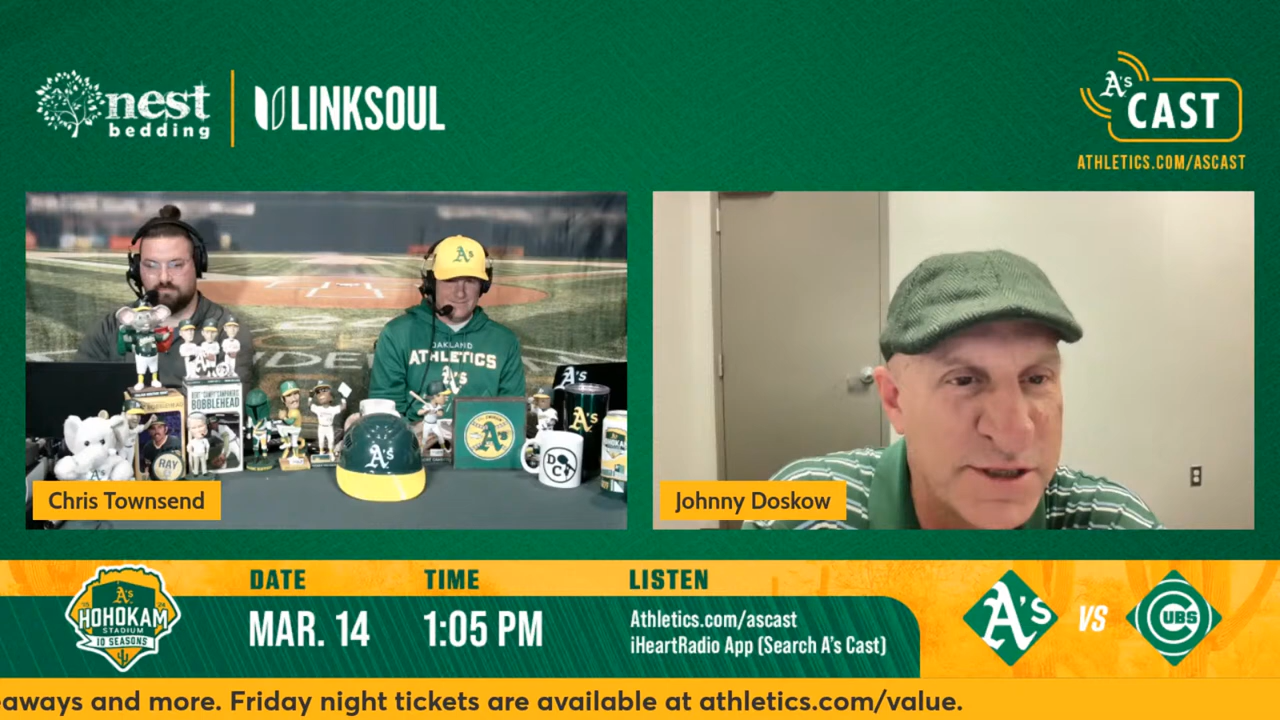 nest
bedding
LINKSOUL
A's
CAST
ATHLETICS.COM/ASCAST
A's
OAKLAND
ATHLETICS
A's
BOBBLEHEAD
RAY
A's
A's
A's
A's
DC
Chris Townsend
Johnny Doskow
A's
HOHOKAM
STADIUM
10 SEASONS
DATE
MAR. 14
TIME
1:05 PM
LISTEN
Athletics.com/ascast
iHeartRadio App (Search A's Cast)
A's
VS
CUBS
eaways and more. Friday night tickets are available at athletics.com/value.